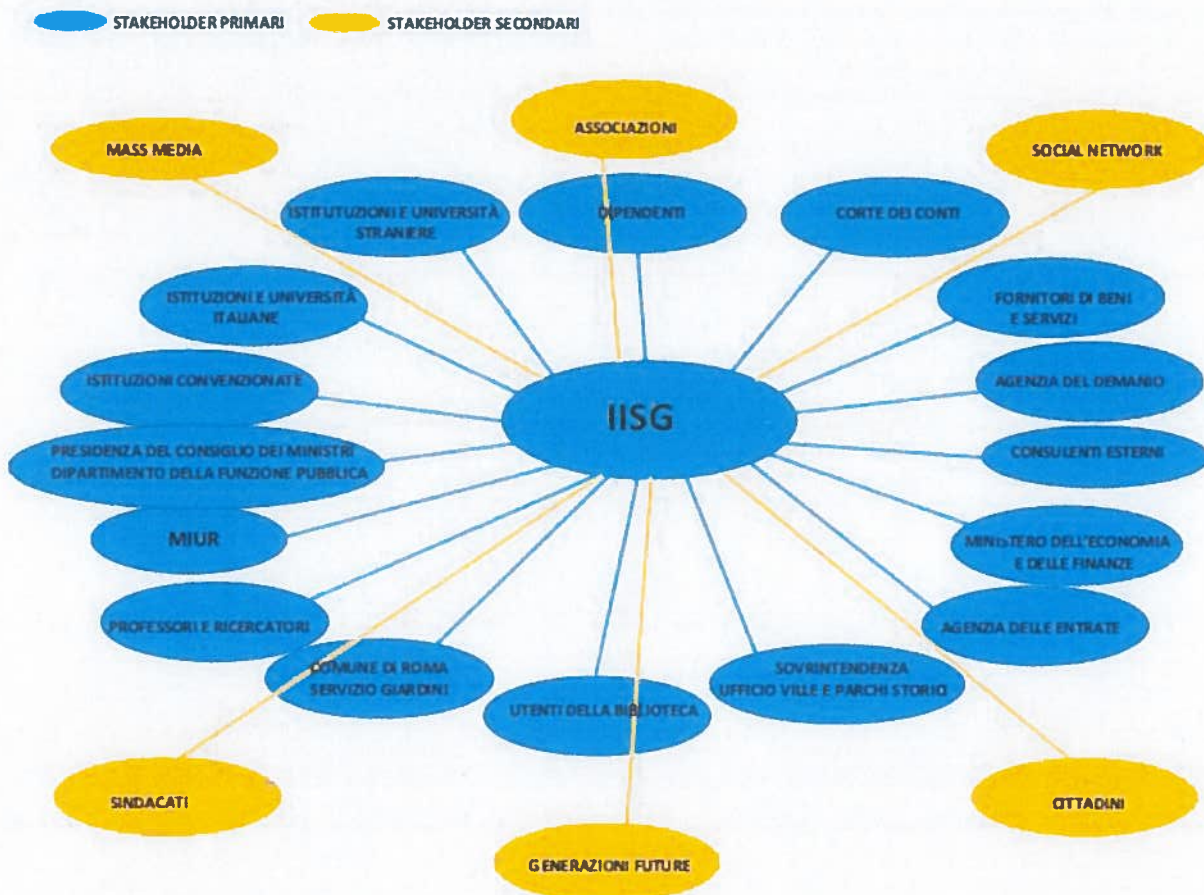 STAKEHOLDER PRIMARI
STAKEHOLDER SECONDARI
ASSOCIAZIONI
MASS MEDIA
SOCIAL NETWORK
ISTITUTUZIONI E UNIVERSITÀ
STRANIERE
DIPENDENTI
CORTE DEI CONTI
ISTITUZIONI E UNIVERSITÀ
ITALIANE
FORNITORI DI BENI
E SERVIZI
ISTITUZIONI CONVENZIONATE
AGENZIA DEL DEMANIO
IISG
PRESIDENZA DEL CONSIGLIO DEI MINISTRI
DIPARTIMENTO DELLA FUNZIONE PUBBLICA
CONSULENTI ESTERNI
MIUR
MINISTERO DELL'ECONOMIA
E DELLE FINANZE
PROFESSORI E RICERCATORI
AGENZIA DELLE ENTRATE
COMUNE DI ROMA
SERVIZIO GIARDINI
SOVRINTENDENZA
UFFICIO VILLE E PARCHI STORICI
UTENTI DELLA BIBLIOTECA
SINDACATI
CITTADINI
GENERAZIONI FUTURE